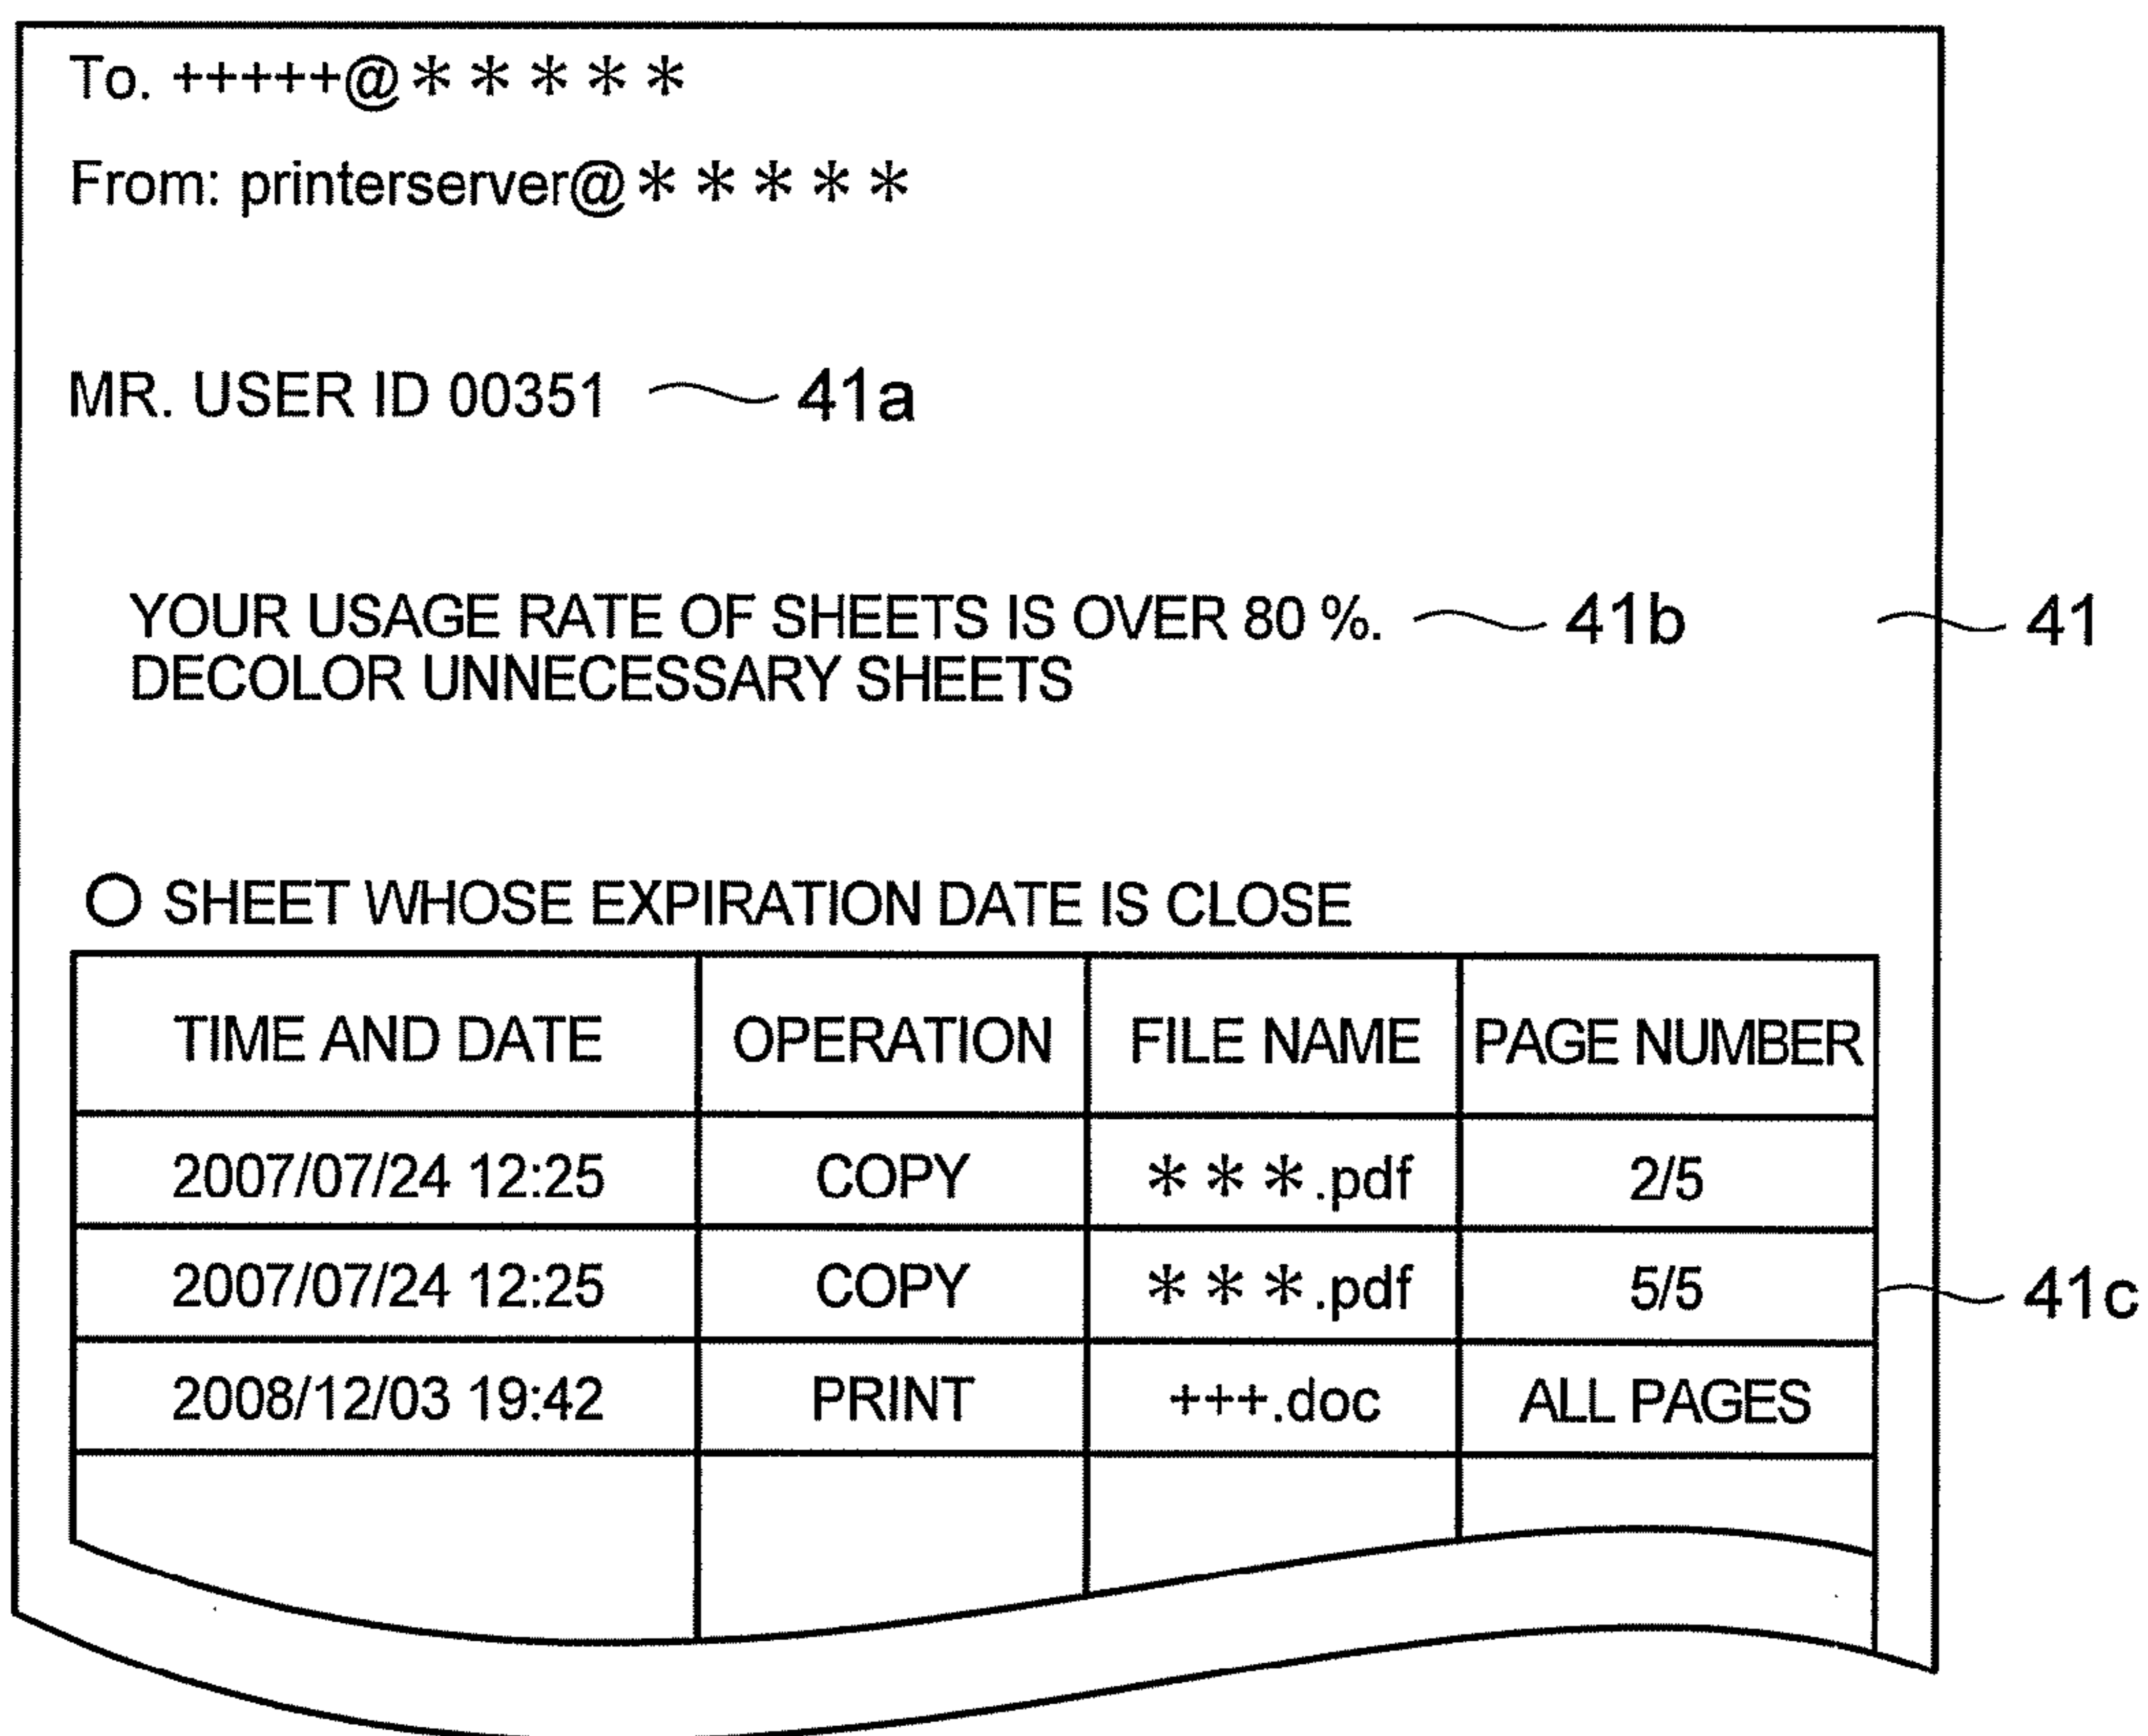 To. +++++@*****
From: printerserver@*****
MR. USER ID 00351 41a
YOUR USAGE RATE OF SHEETS IS OVER 80 %. 41b 41
DECOLOR UNNECESSARY SHEETS
○ SHEET WHOSE EXPIRATION DATE IS CLOSE
TIME AND DATE OPERATION FILE NAME PAGE NUMBER
2007/07/24 12:25 COPY ***.pdf 2/5
2007/07/24 12:25 COPY ***.pdf 5/5 41c
2008/12/03 19:42 PRINT +++.doc ALL PAGES